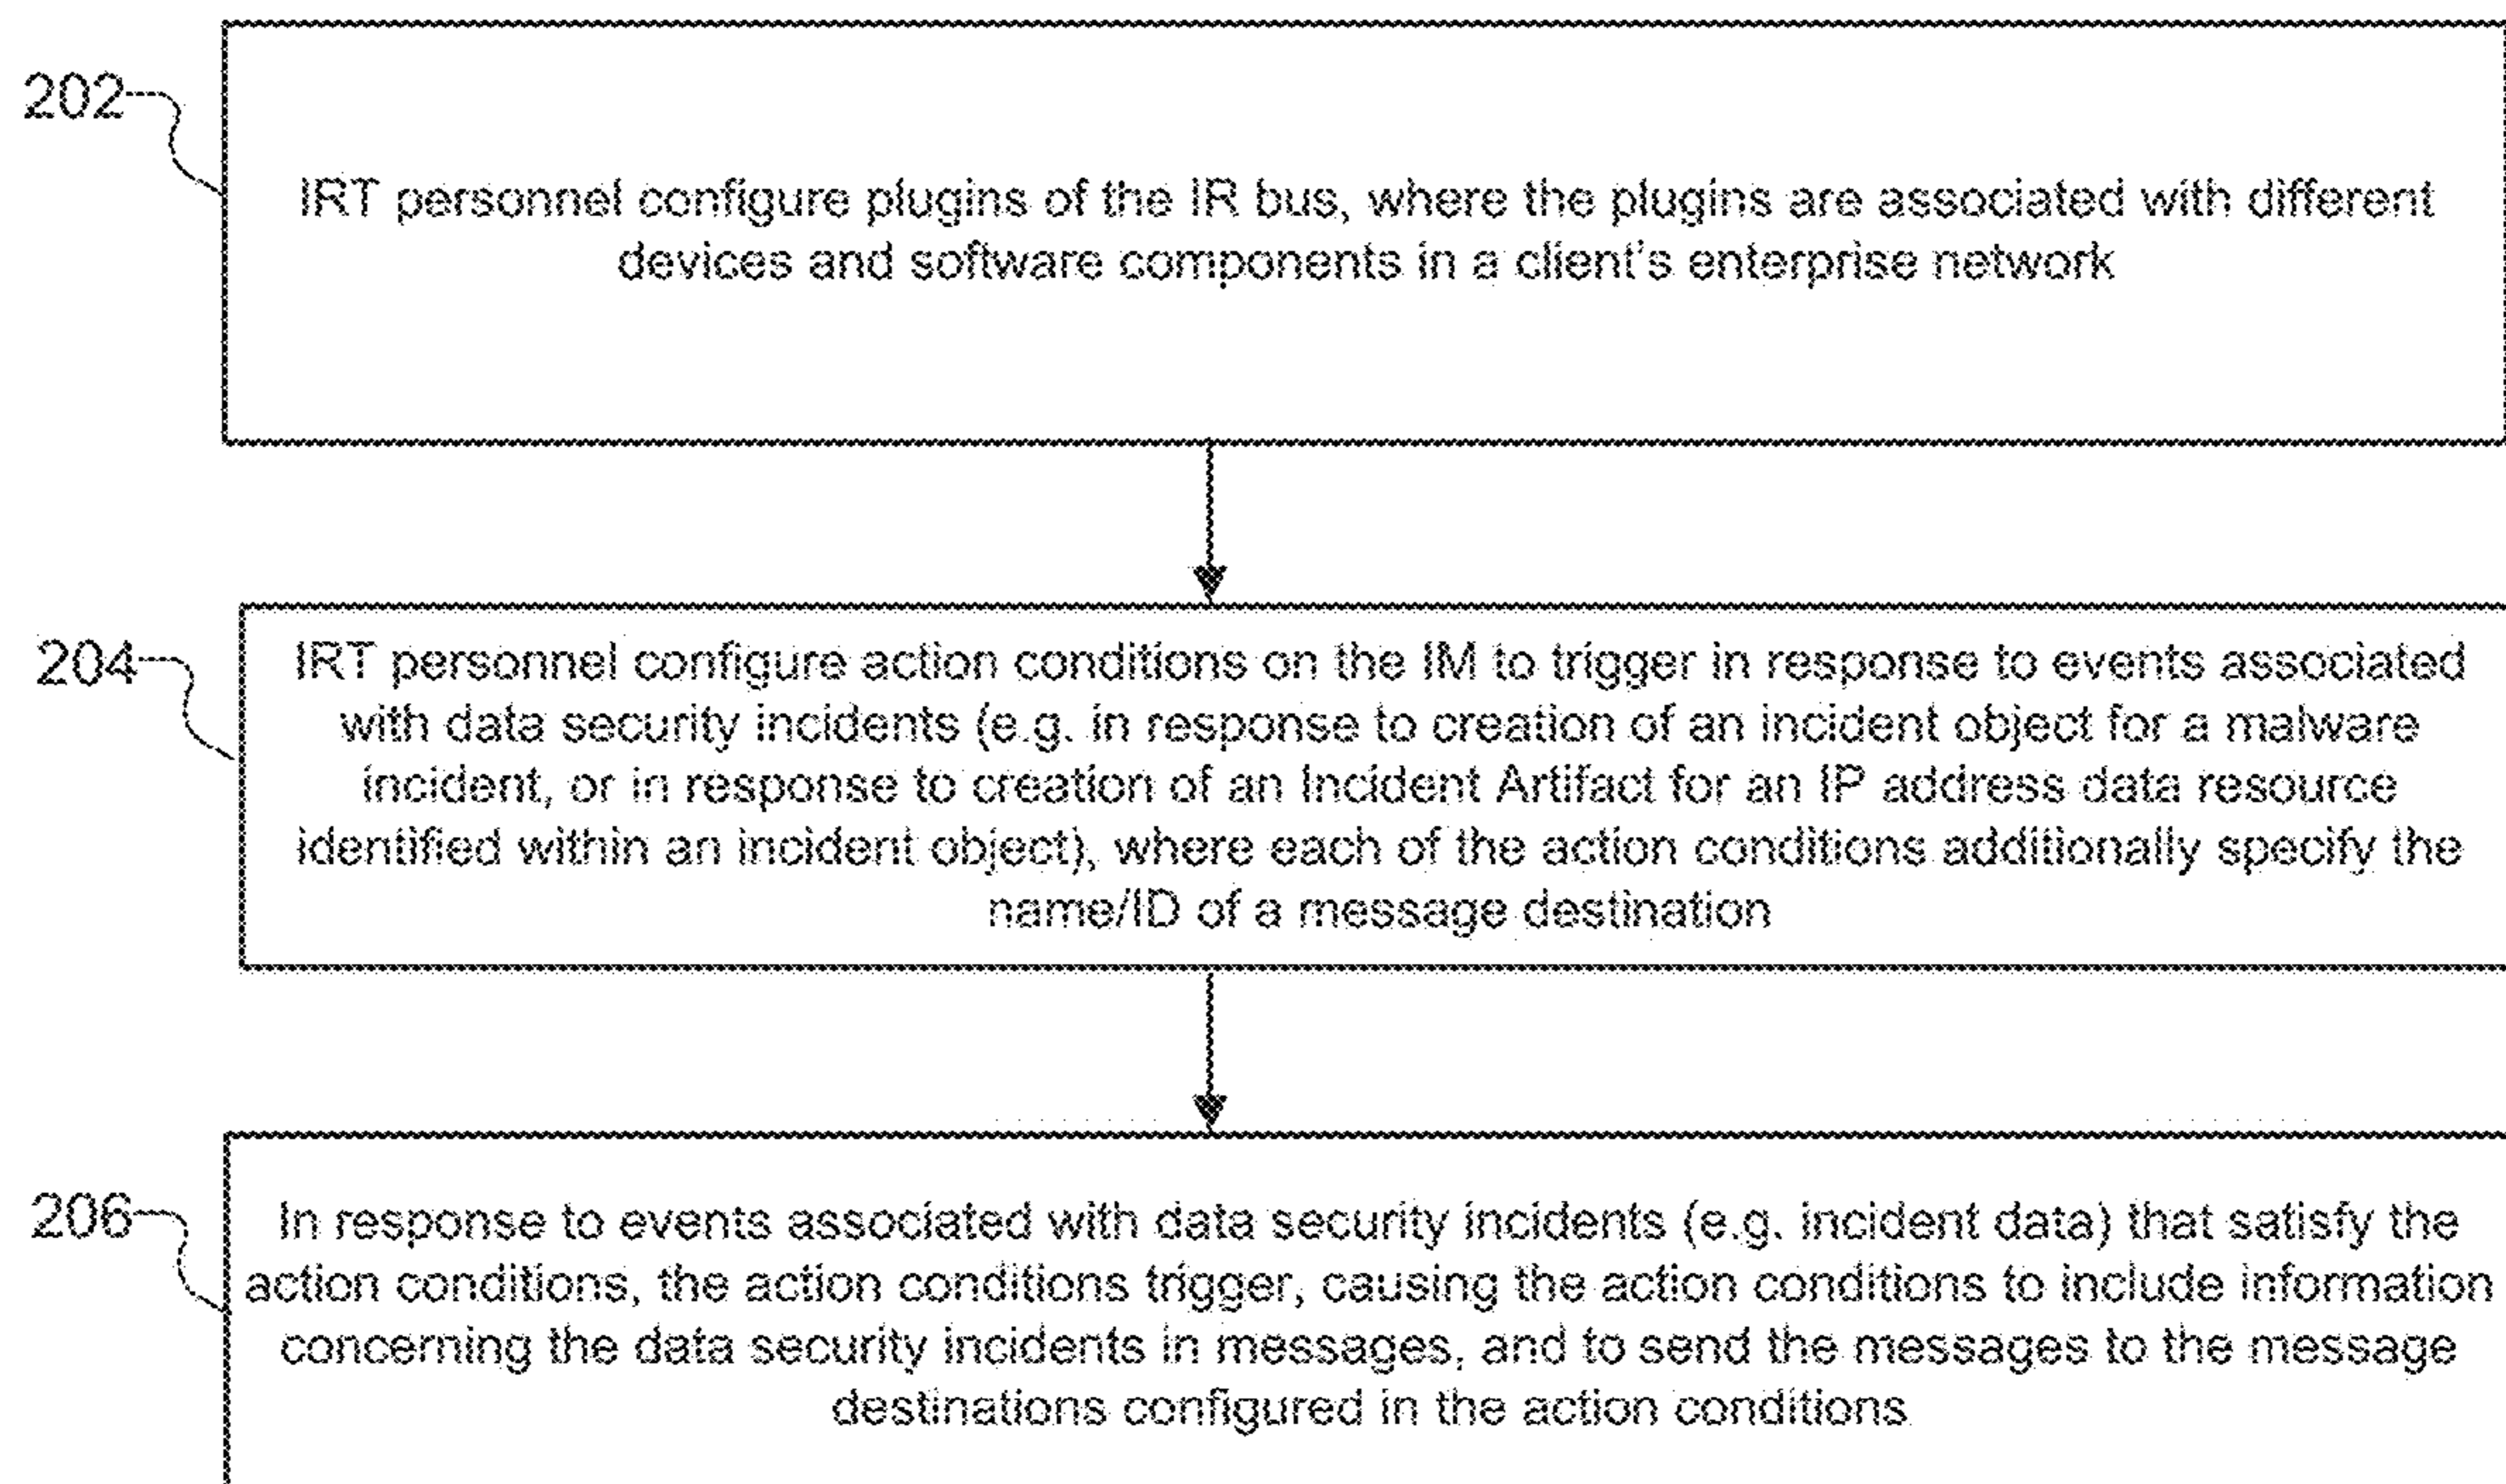 202
IRT personnel configure plugins of the IR bus, where the plugins are associated with different
devices and software components in a client's enterprise network
204
IRT personnel configure action conditions on the IM to trigger in response to events associated
with data security incidents (e.g. in response to creation of an incident object for a malware
incident, or in response to creation of an Incident Artifact for an IP address data resource
identified within an incident object), where each of the action conditions additionally specify the
name/ID of a message destination
206
In response to events associated with data security incidents (e.g. incident data) that satisfy the
action conditions, the action conditions trigger, causing the action conditions to include information
concerning the data security incidents in messages, and to send the messages to the message
destinations configured in the action conditions